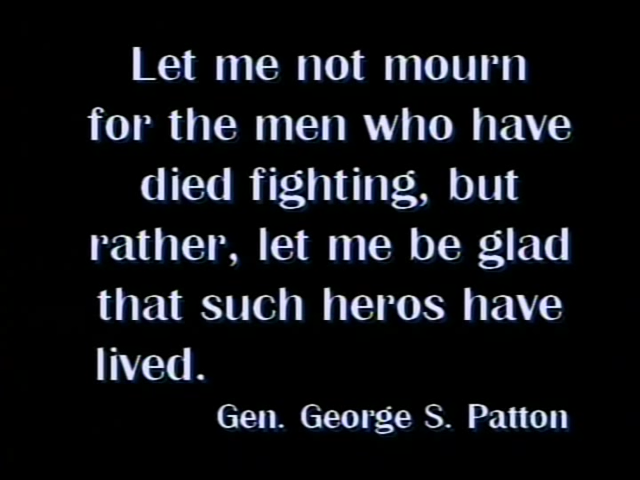 Let me not mourn
for the men who have
died fighting, but
rather, let me be glad
that such heros have
lived.
Gen. George S. Patton